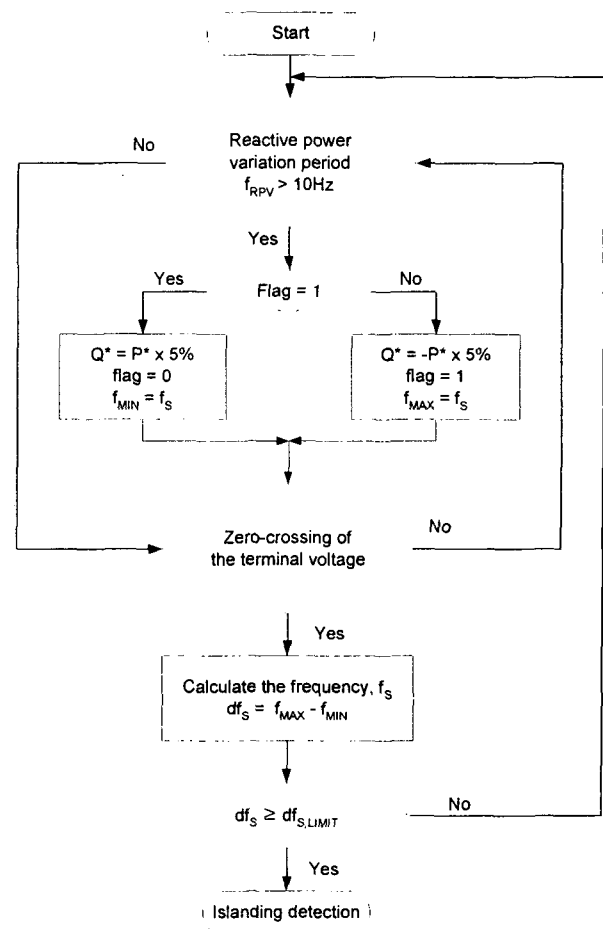 Start
No
Reactive power
variation period
f_RPV > 10Hz
Yes
Yes
Flag = 1
No
Q* = P* x 5%
flag = 0
f_MIN = f_S
Q* = -P* x 5%
flag = 1
f_MAX = f_S
Zero-crossing of
the terminal voltage
No
Yes
Calculate the frequency, f_S
df_S = f_MAX - f_MIN
df_S ≥ df_S,LIMIT
No
Yes
Islanding detection